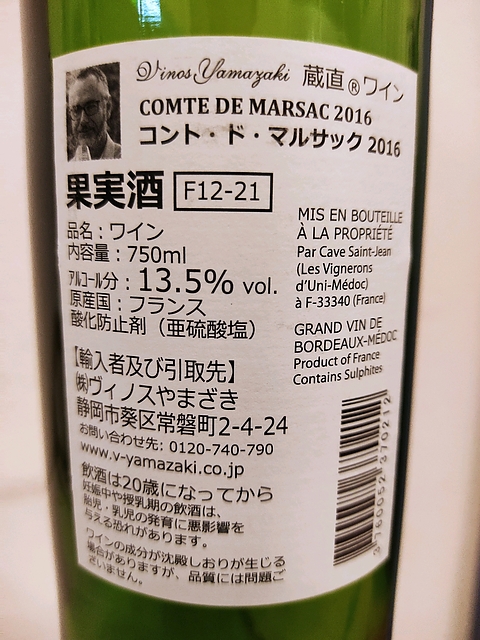 Vinos Yamazaki 蔵直®ワイン
COMTE DE MARSAC 2016
コント・ド・マルサック 2016
果実酒 F12-21
品名：ワイン
内容量：750ml
アルコール分：13.5% vol.
原産国：フランス
酸化防止剤（亜硫酸塩）
MIS EN BOUTEILLE
À LA PROPRIÉTÉ
Par Cave Saint-Jean
(Les Vignerons
d'Uni-Médoc)
à F-33340 (France)
GRAND VIN DE
BORDEAUX-MÉDOC
Product of France
Contains Sulphites
【輸入者及び引取先】
㈱ヴィノスやまざき
静岡市葵区常磐町2-4-24
お問い合わせ先: 0120-740-790
www.v-yamazaki.co.jp
飲酒は20歳になってから
妊娠中や授乳期の飲酒は、
胎児・乳児の発育に悪影響を
与える恐れがあります。
ワインの成分が沈殿しおりが生じる
場合がありますが、品質には問題ご
ざいません。
3 760052 370212